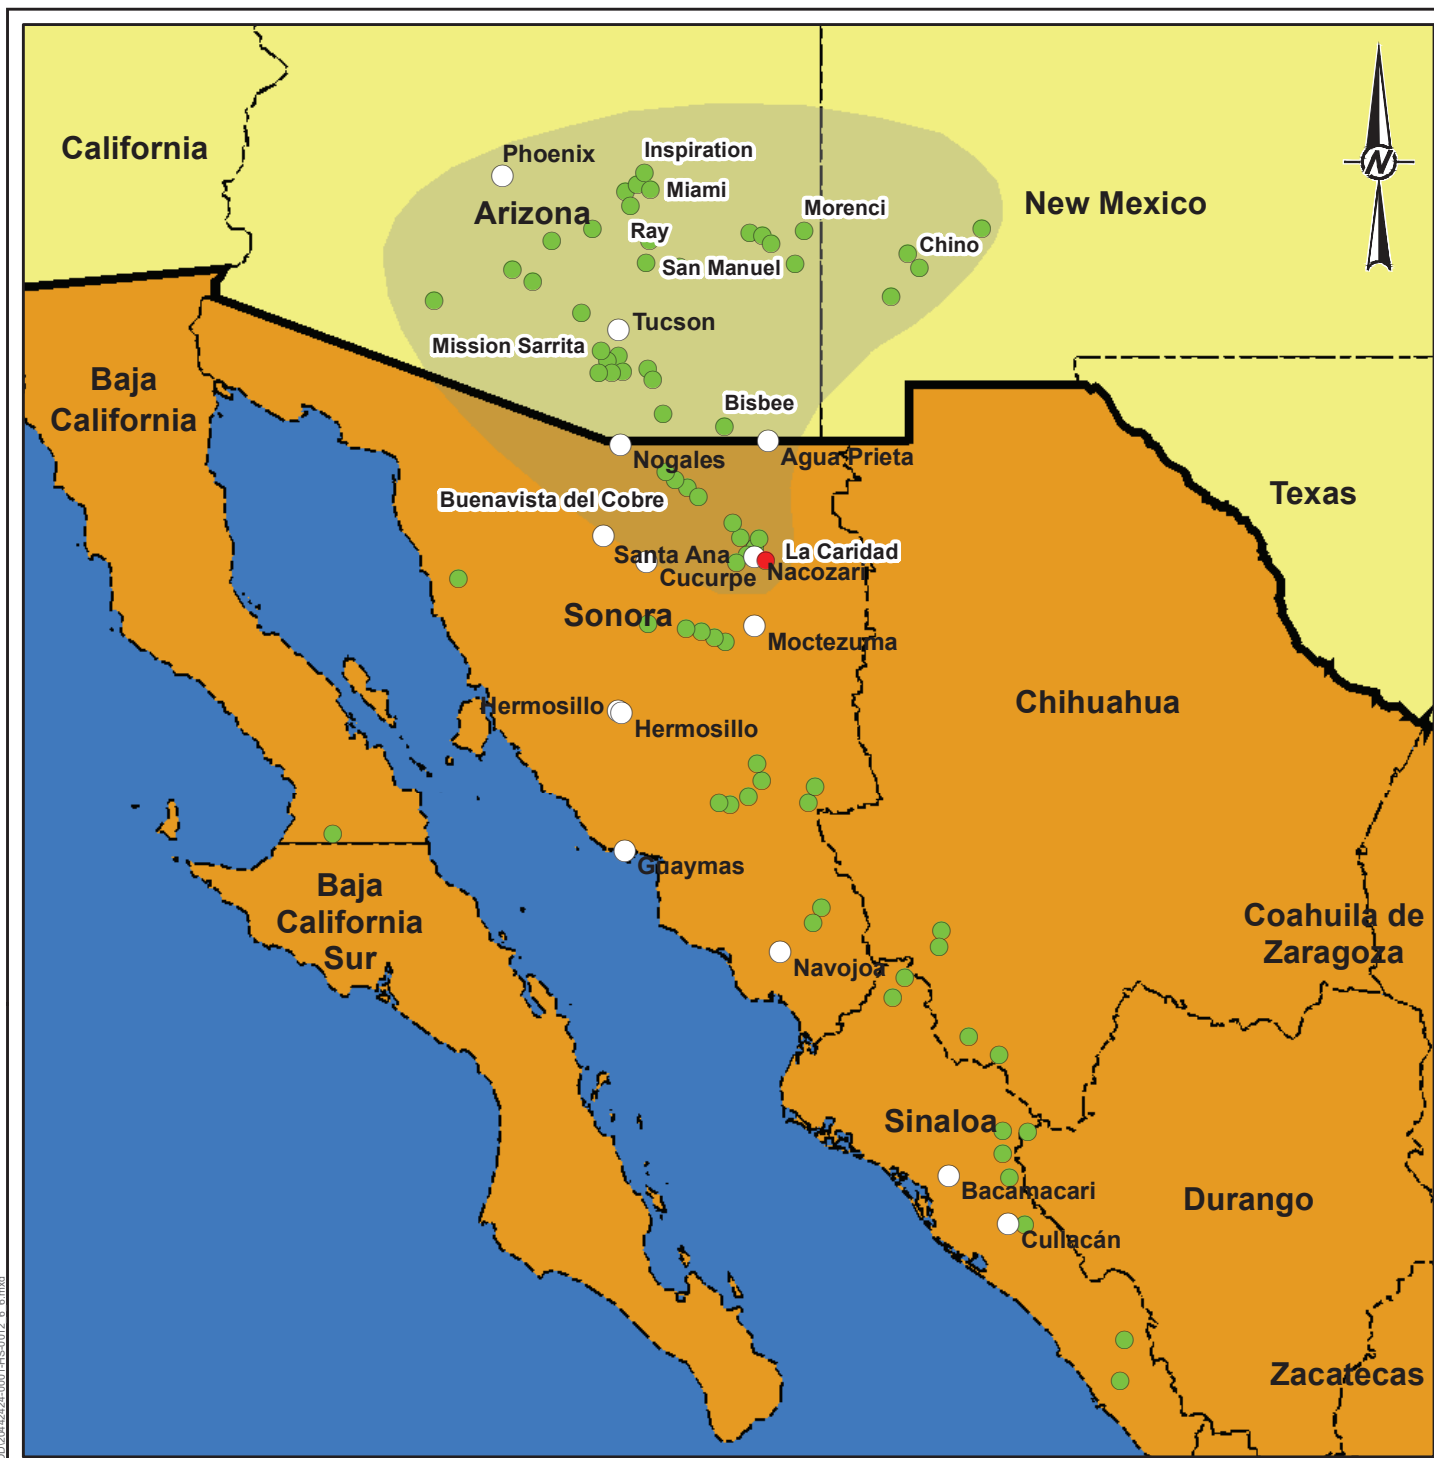 California
Phoenix
Inspiration
Miami
Arizona
Ray
Morenci
New Mexico
Chino
San Manuel
Tucson
Mission Sarrita
Baja
California
Bisbee
Nogales
Agua Prieta
Texas
Buenavista del Cobre
Santa Ana
La Caridad
Cucurpe
Nacozari
Sonora
Moctezuma
Chihuahua
Hermosillo
Hermosillo
Guaymas
Baja
California
Sur
Coahuila de
Zaragoza
Navojoa
Sinaloa
Bacamacari
Durango
Culiacán
Zacatecas
N